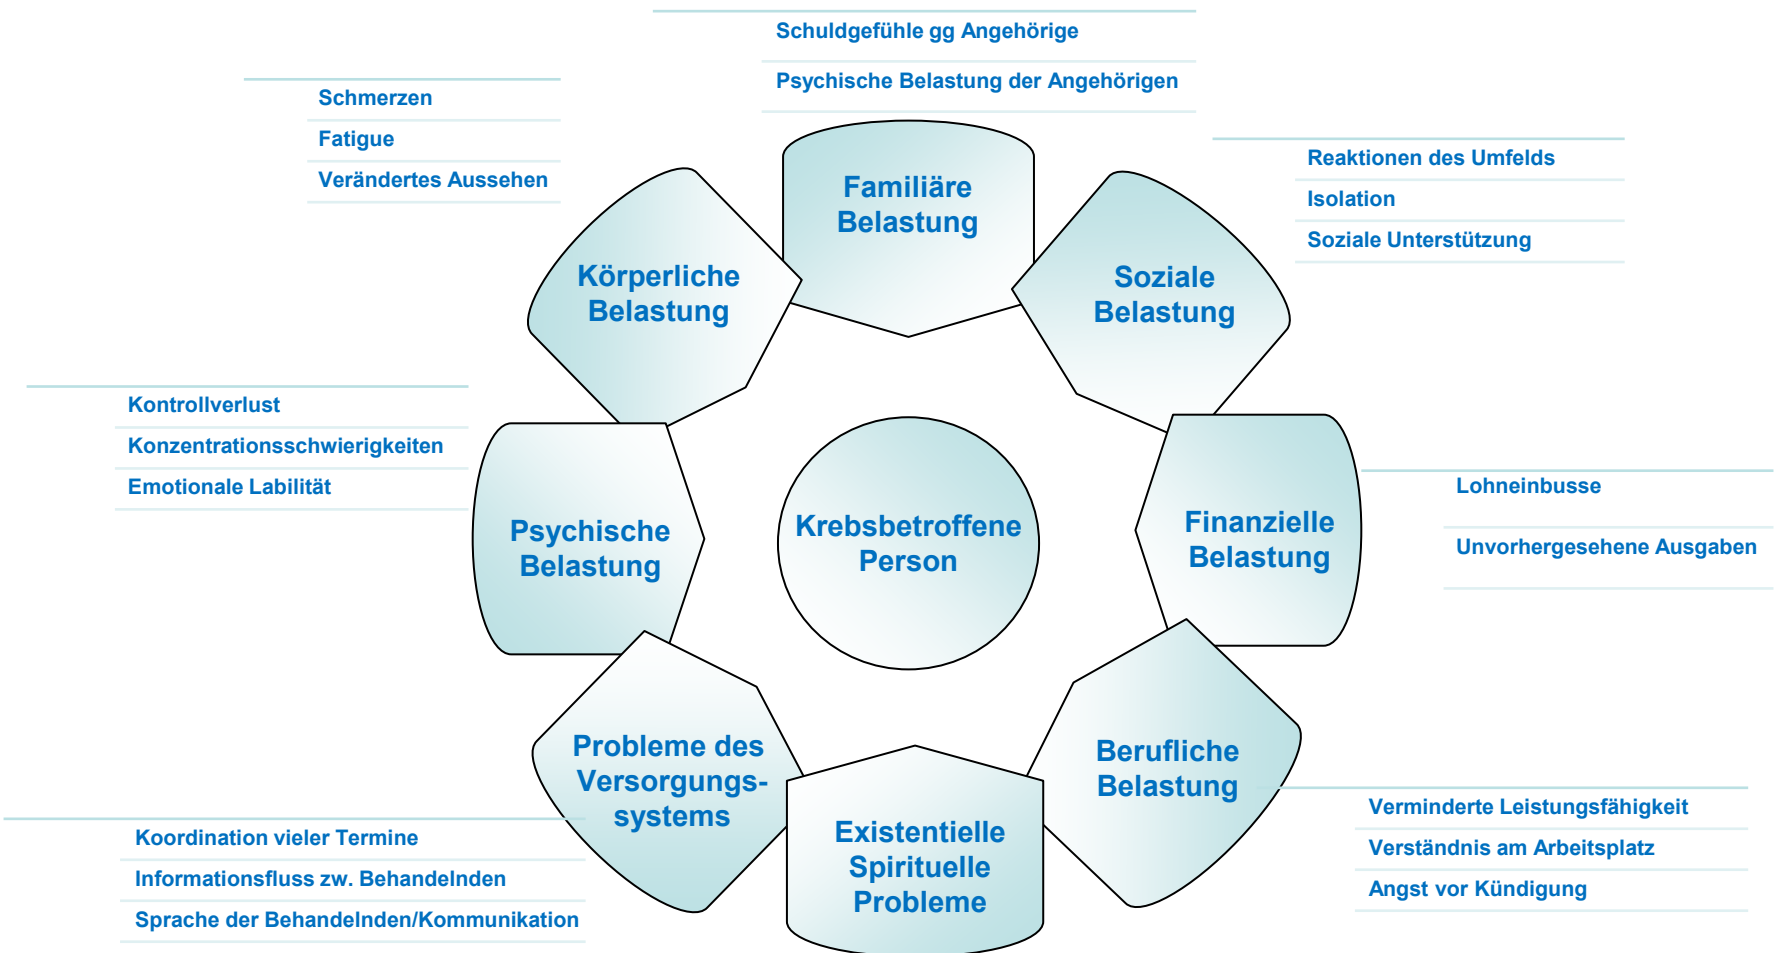 Schuldgefühle gg Angehörige
Psychische Belastung der Angehörigen
Schmerzen
Fatigue
Verändertes Aussehen
Familiäre
Belastung
Reaktionen des Umfelds
Isolation
Soziale Unterstützung
Körperliche
Belastung
Soziale
Belastung
Kontrollverlust
Konzentrationsschwierigkeiten
Emotionale Labilität
Psychische
Belastung
Krebsbetroffene
Person
Finanzielle
Belastung
Lohneinbusse
Unvorhergesehene Ausgaben
Probleme des
Versorgungs-
systems
Berufliche
Belastung
Existentielle
Spirituelle
Probleme
Koordination vieler Termine
Informationsfluss zw. Behandelnden
Sprache der Behandelnden/Kommunikation
Verminderte Leistungsfähigkeit
Verständnis am Arbeitsplatz
Angst vor Kündigung